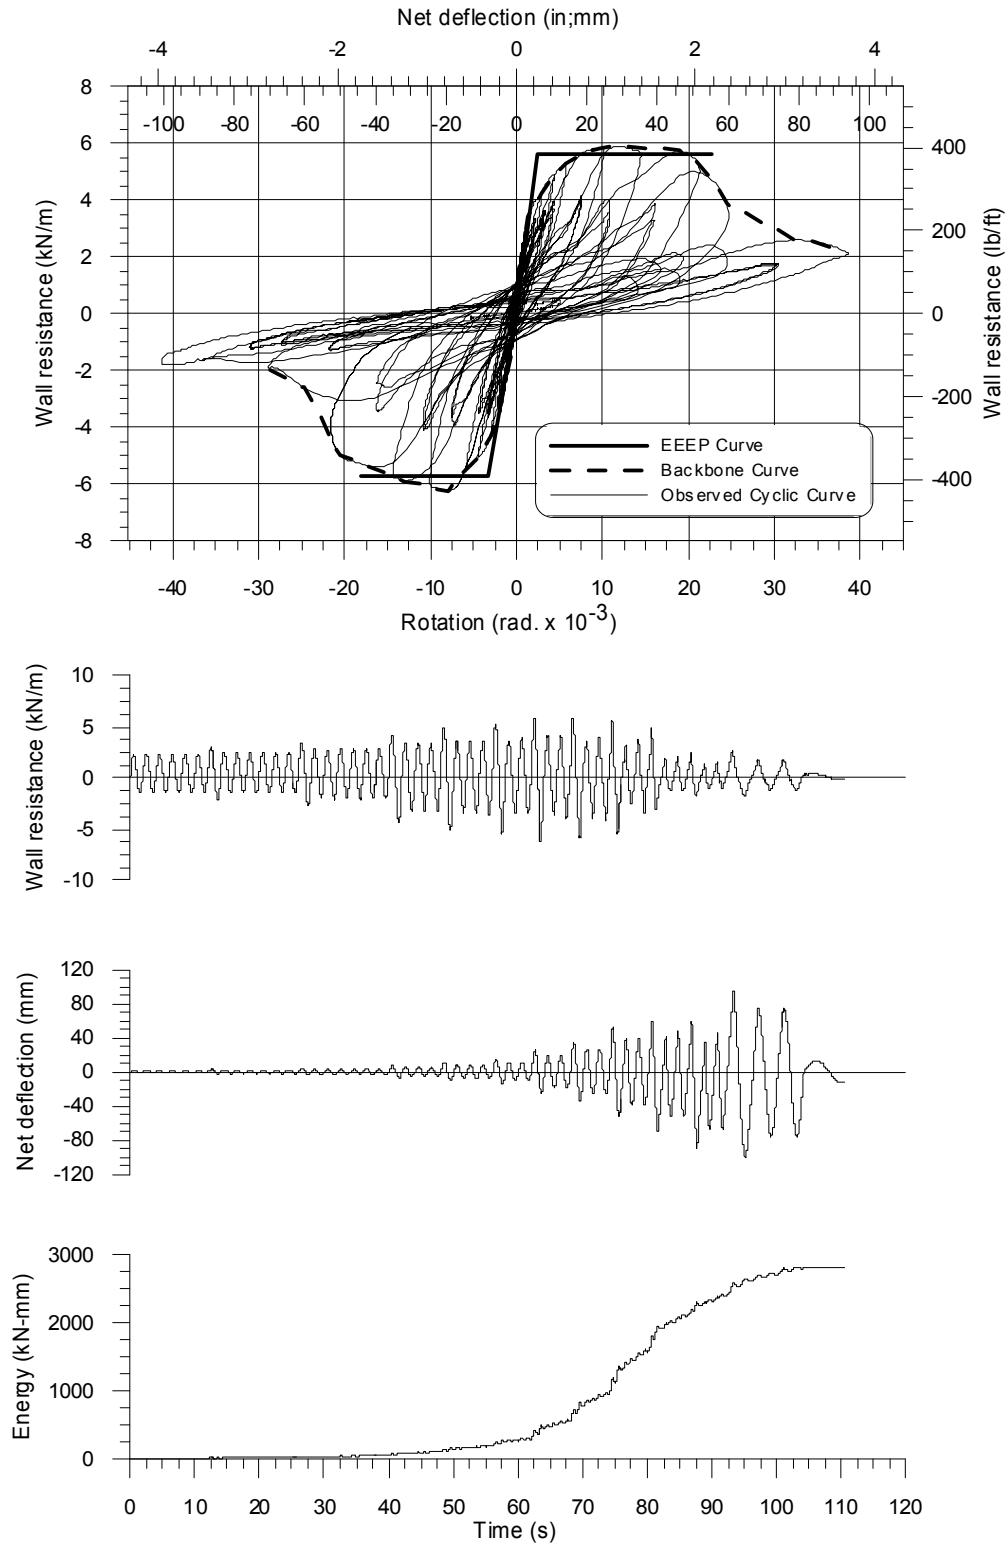 Net deflection (in;mm)
-4 -2 0 2 4
-100 -80 -60 -40 -20 0 20 40 60 80 100
8
6
4
2
0
-2
-4
-6
-8
Wall resistance (kN/m)
400
200
0
-200
-400
Wall resistance (lb/ft)
EEEP Curve
Backbone Curve
Observed Cyclic Curve
-40 -30 -20 -10 0 10 20 30 40
Rotation (rad. x 10-3)
10
5
0
-5
-10
Wall resistance (kN/m)
120
80
40
0
-40
-80
-120
Net deflection (mm)
3000
2000
1000
0
Energy (kN-mm)
0 10 20 30 40 50 60 70 80 90 100 110 120
Time (s)